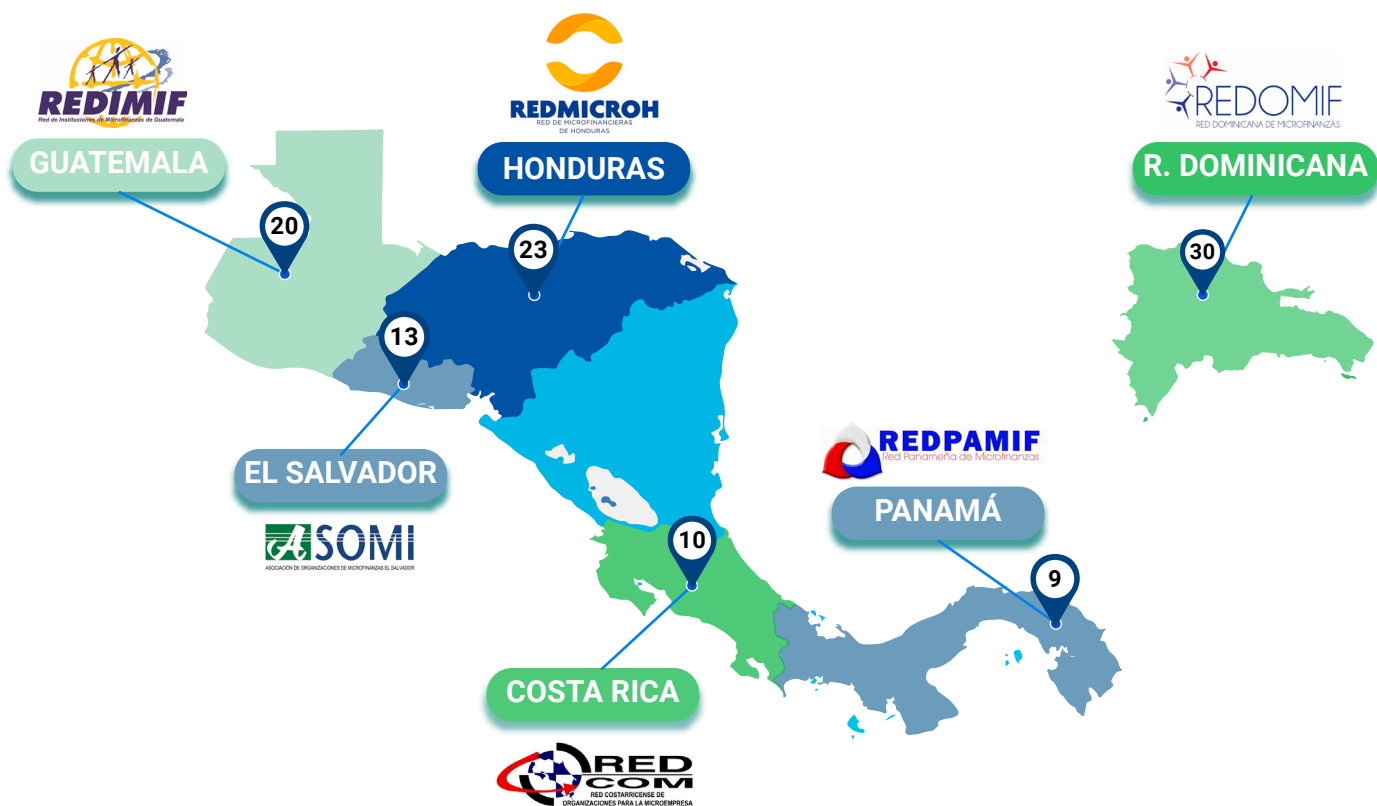 REDIMIF
Red de Instituciones de Microfinanzas de Guatemala
GUATEMALA
20
REDMICROH
RED DE MICROFINANCIERAS
DE HONDURAS
HONDURAS
23
REDOMIF
RED DOMINICANA DE MICROFINANZAS
R. DOMINICANA
30
13
EL SALVADOR
ASOMI
ASOCIACIÓN DE ORGANIZACIONES DE MICROFINANZAS EL SALVADOR
REDPAMIF
Red Panameña de Microfinanzas
PANAMÁ
9
10
COSTA RICA
RED
COM
RED COSTARRICENSE DE
ORGANIZACIONES PARA LA MICROEMPRESA